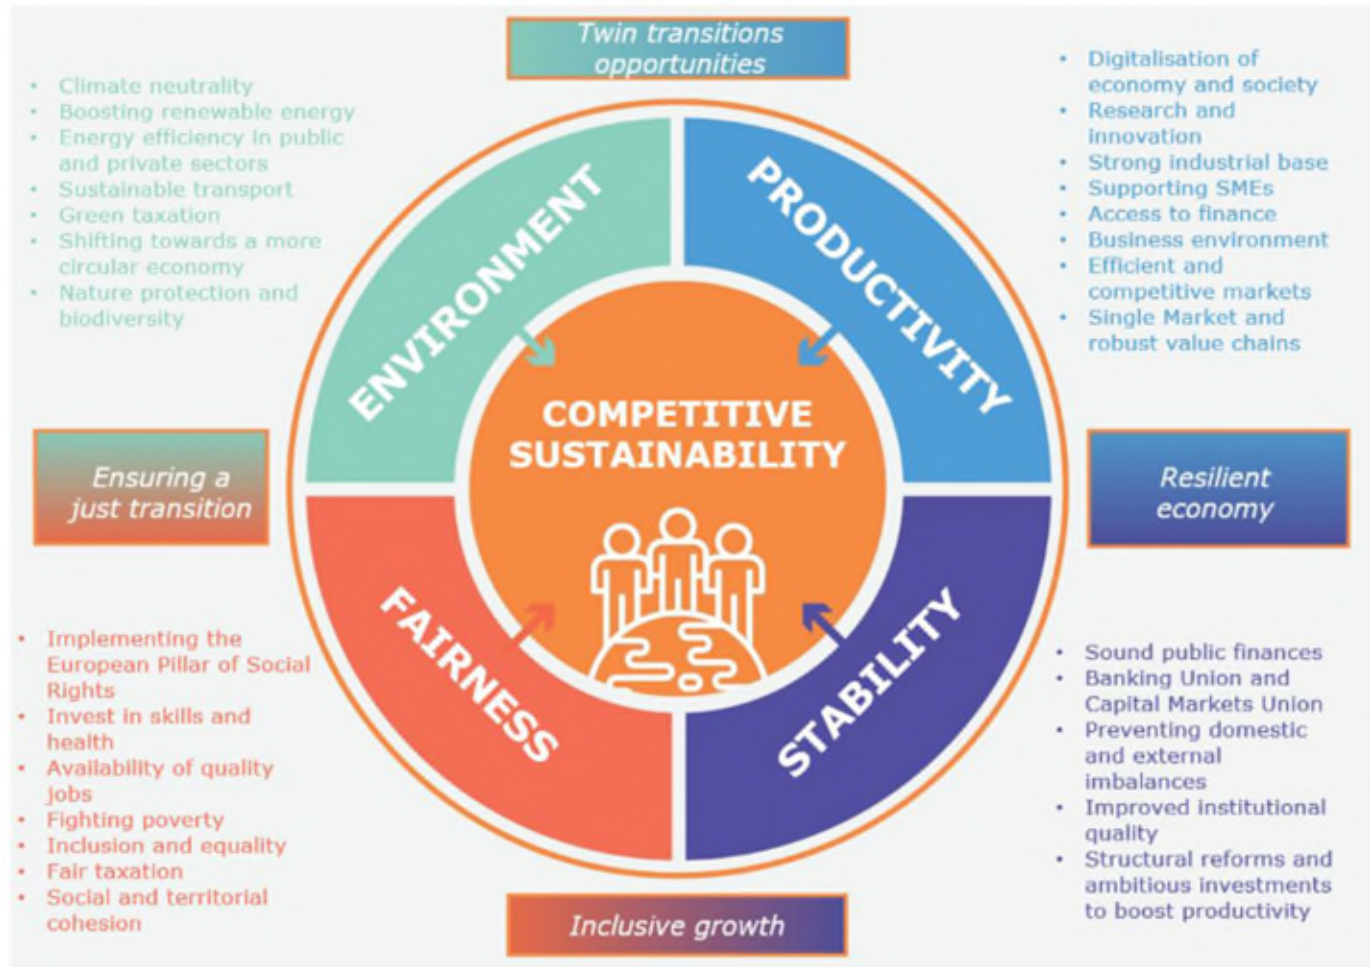 Twin transitions
opportunities
• Climate neutrality
• Boosting renewable energy
• Energy efficiency in public
and private sectors
• Sustainable transport
• Green taxation
• Shifting towards a more
circular economy
• Nature protection and
biodiversity
• Digitalisation of
economy and society
• Research and
innovation
• Strong industrial base
• Supporting SMEs
• Access to finance
• Business environment
• Efficient and
competitive markets
• Single Market and
robust value chains
ENVIRONMENT
PRODUCTIVITY
COMPETITIVE
SUSTAINABILITY
Ensuring a
just transition
Resilient
economy
FAIRNESS
STABILITY
• Implementing the
European Pillar of Social
Rights
• Invest in skills and
health
• Availability of quality
jobs
• Fighting poverty
• Inclusion and equality
• Fair taxation
• Social and territorial
cohesion
• Sound public finances
• Banking Union and
Capital Markets Union
• Preventing domestic
and external
imbalances
• Improved institutional
quality
• Structural reforms and
ambitious investments
to boost productivity
Inclusive growth